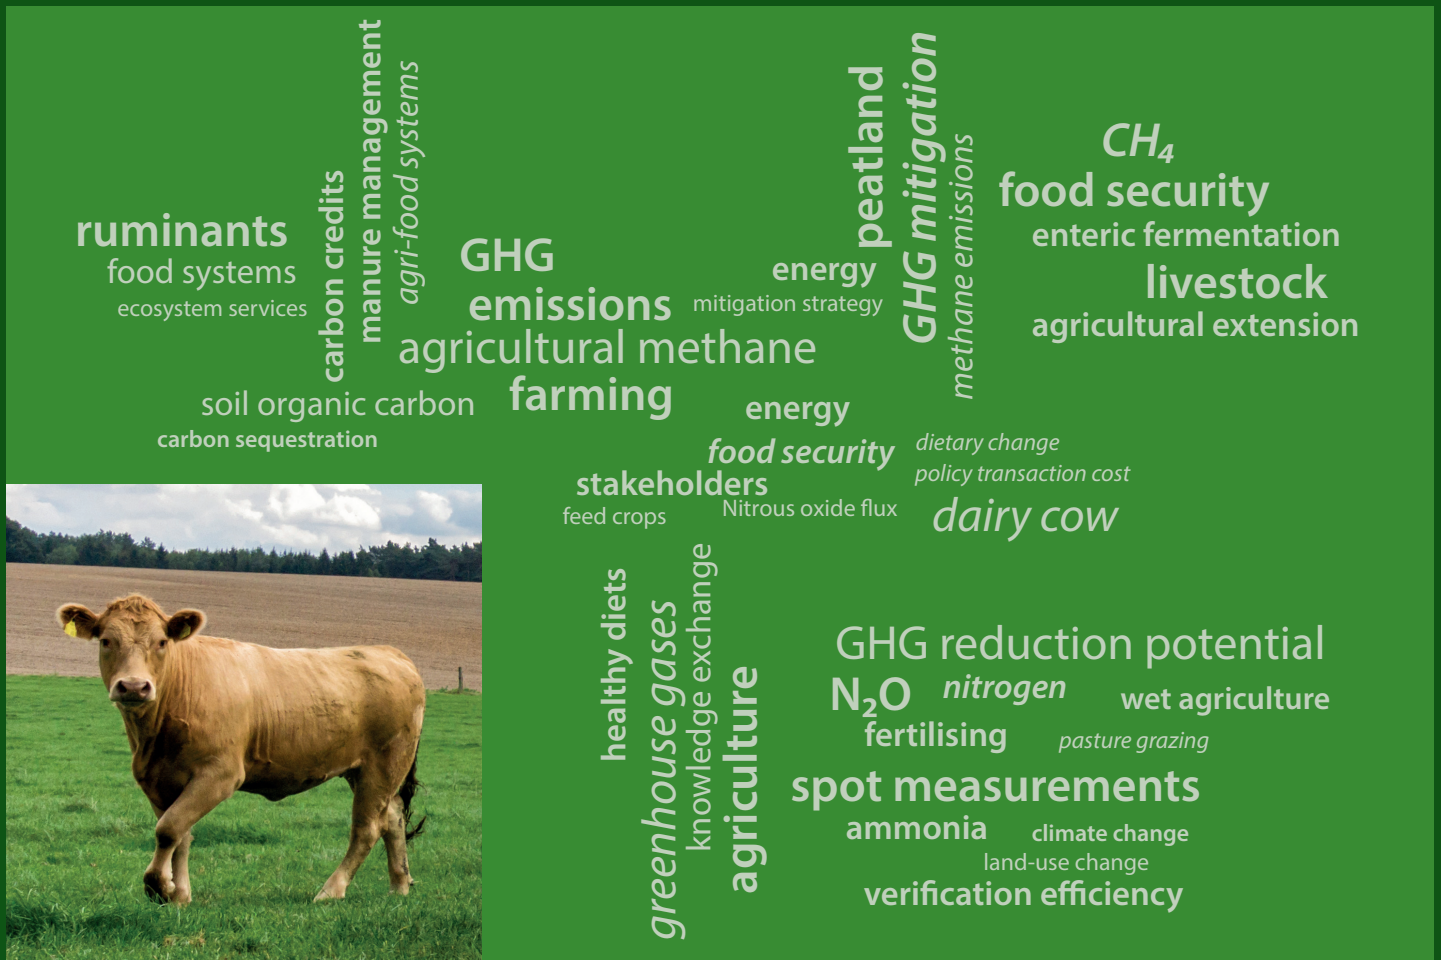 ruminants
food systems
ecosystem services
carbon credits
manure management
agri-food systems
GHG
emissions
agricultural methane
farming
soil organic carbon
carbon sequestration
energy
mitigation strategy
peatland
GHG mitigation
methane emissions
CH₄
food security
enteric fermentation
livestock
agricultural extension
energy
food security
stakeholders
feed crops
Nitrous oxide flux
dietary change
policy transaction cost
dairy cow
healthy diets
greenhouse gases
knowledge exchange
agriculture
GHG reduction potential
N₂O
nitrogen
wet agriculture
fertilising
pasture grazing
spot measurements
ammonia
climate change
land-use change
verification efficiency